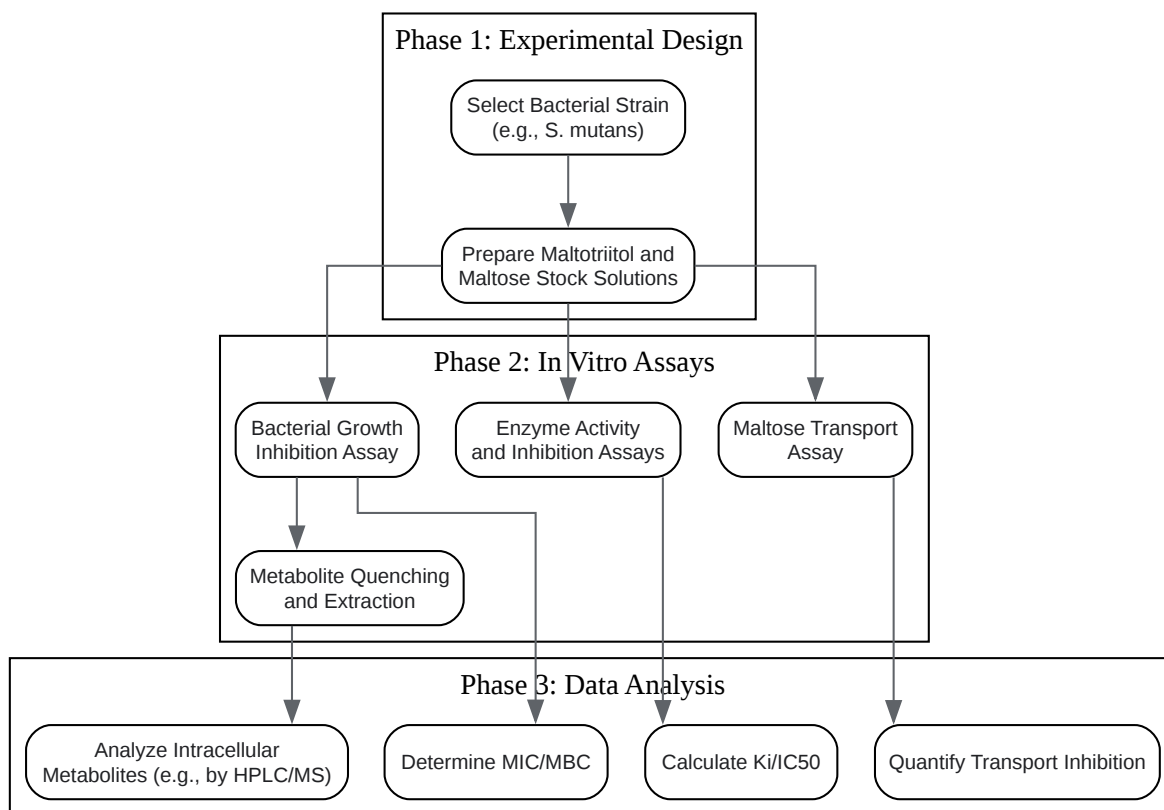 Phase 1: Experimental Design
Select Bacterial Strain
(e.g., S. mutans)
Prepare Maltotriitol and
Maltose Stock Solutions
Phase 2: In Vitro Assays
Bacterial Growth
Inhibition Assay
Enzyme Activity
and Inhibition Assays
Maltose Transport
Assay
Metabolite Quenching
and Extraction
Phase 3: Data Analysis
Analyze Intracellular
Metabolites (e.g., by HPLC/MS)
Determine MIC/MBC
Calculate Ki/IC50
Quantify Transport Inhibition